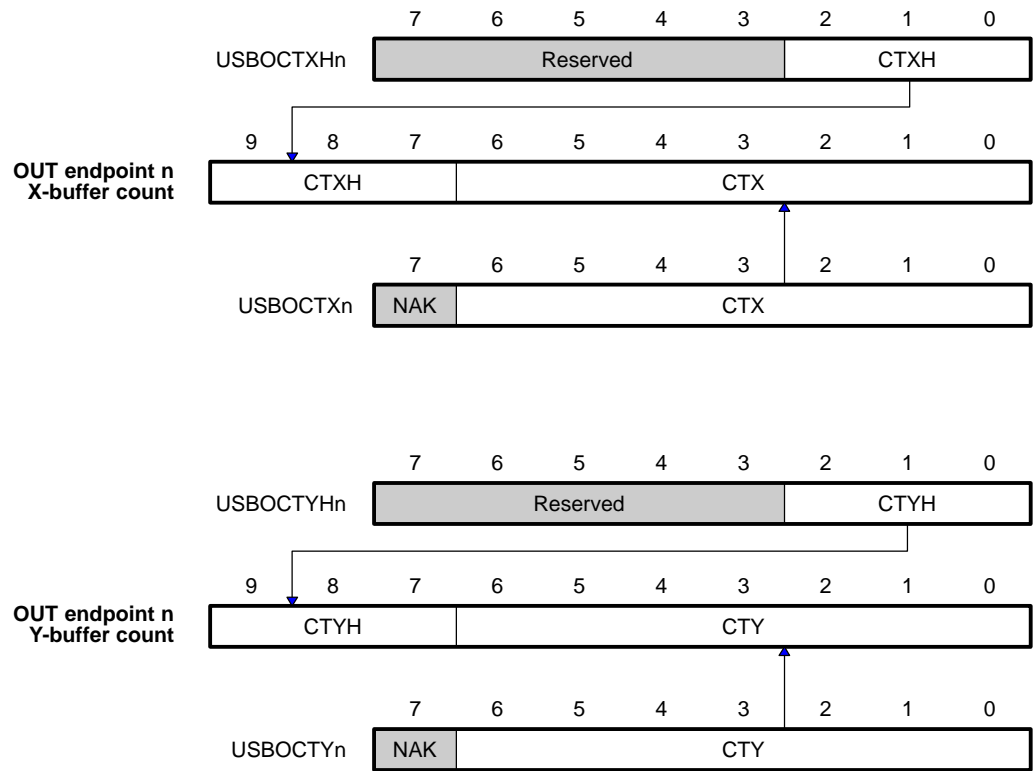 7 6 5 4 3 2 1 0
USBOCTXHn Reserved CTXH
9 8 7 6 5 4 3 2 1 0
OUT endpoint n
X-buffer count
CTXH CTX
7 6 5 4 3 2 1 0
USBOCTXn NAK CTX
7 6 5 4 3 2 1 0
USBOCTYHn Reserved CTYH
9 8 7 6 5 4 3 2 1 0
OUT endpoint n
Y-buffer count
CTYH CTY
7 6 5 4 3 2 1 0
USBOCTYn NAK CTY